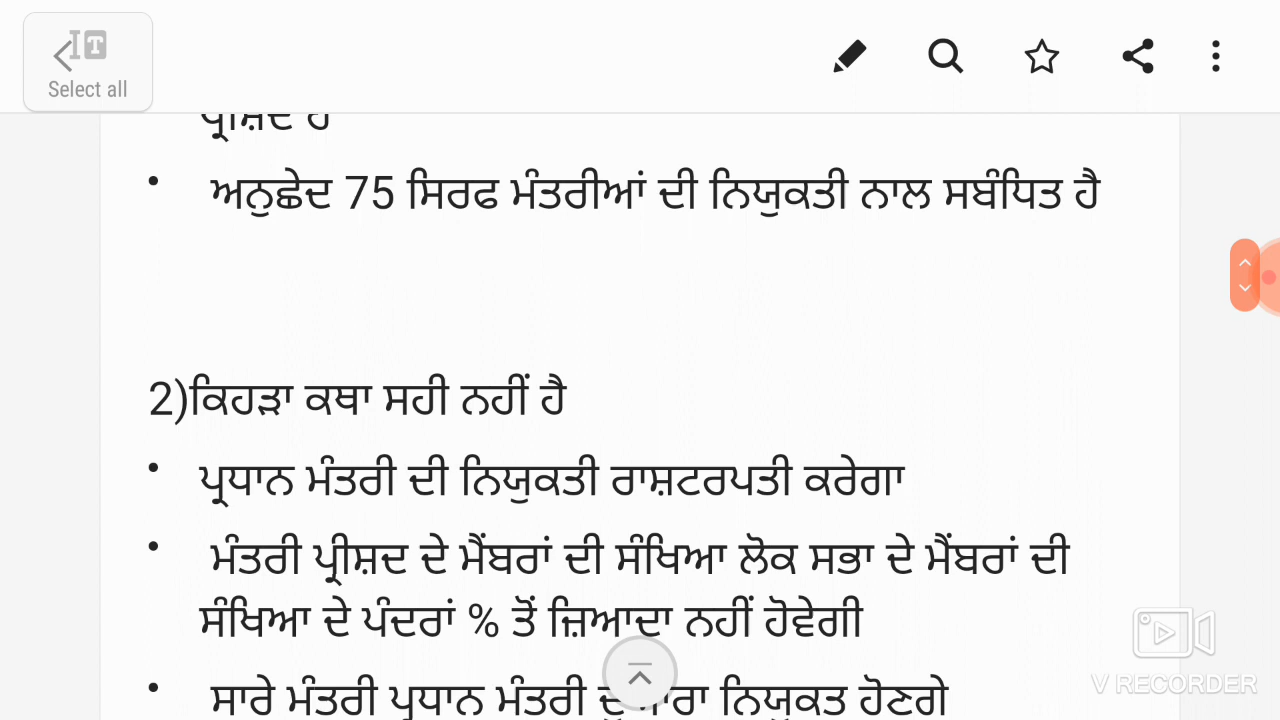 Select all
ਪ੍ਰੀਸ਼ਦ ਹੈ
• ਅਨੁਛੇਦ 75 ਸਿਰਫ ਮੰਤਰੀਆਂ ਦੀ ਨਿਯੁਕਤੀ ਨਾਲ ਸਬੰਧਿਤ ਹੈ
2)ਕਿਹੜਾ ਕਥਾ ਸਹੀ ਨਹੀਂ ਹੈ
• ਪ੍ਰਧਾਨ ਮੰਤਰੀ ਦੀ ਨਿਯੁਕਤੀ ਰਾਸ਼ਟਰਪਤੀ ਕਰੇਗਾ
• ਮੰਤਰੀ ਪ੍ਰੀਸ਼ਦ ਦੇ ਮੈਂਬਰਾਂ ਦੀ ਸੰਖਿਆ ਲੋਕ ਸਭਾ ਦੇ ਮੈਂਬਰਾਂ ਦੀ
ਸੰਖਿਆ ਦੇ ਪੰਦਰਾਂ % ਤੋਂ ਜ਼ਿਆਦਾ ਨਹੀਂ ਹੋਵੇਗੀ
• ਸਾਰੇ ਮੰਤਰੀ ਪ੍ਰਧਾਨ ਮੰਤਰੀ ਨਿਯੁਕਤ ਹੋਣਗੇ
V RECORDER